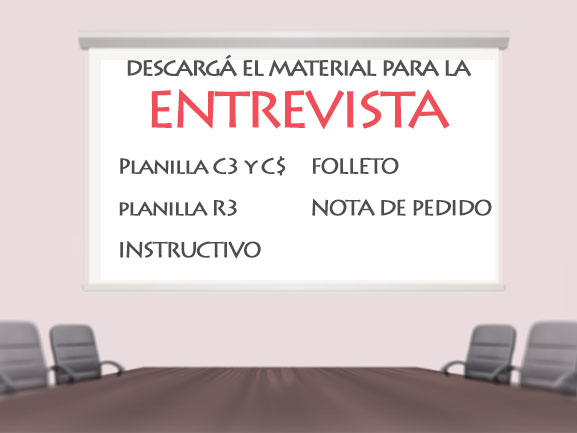 DESCARGÁ EL MATERIAL PARA LA
ENTREVISTA
PLANILLA C3 Y C$
FOLLETO
PLANILLA R3
NOTA DE PEDIDO
INSTRUCTIVO